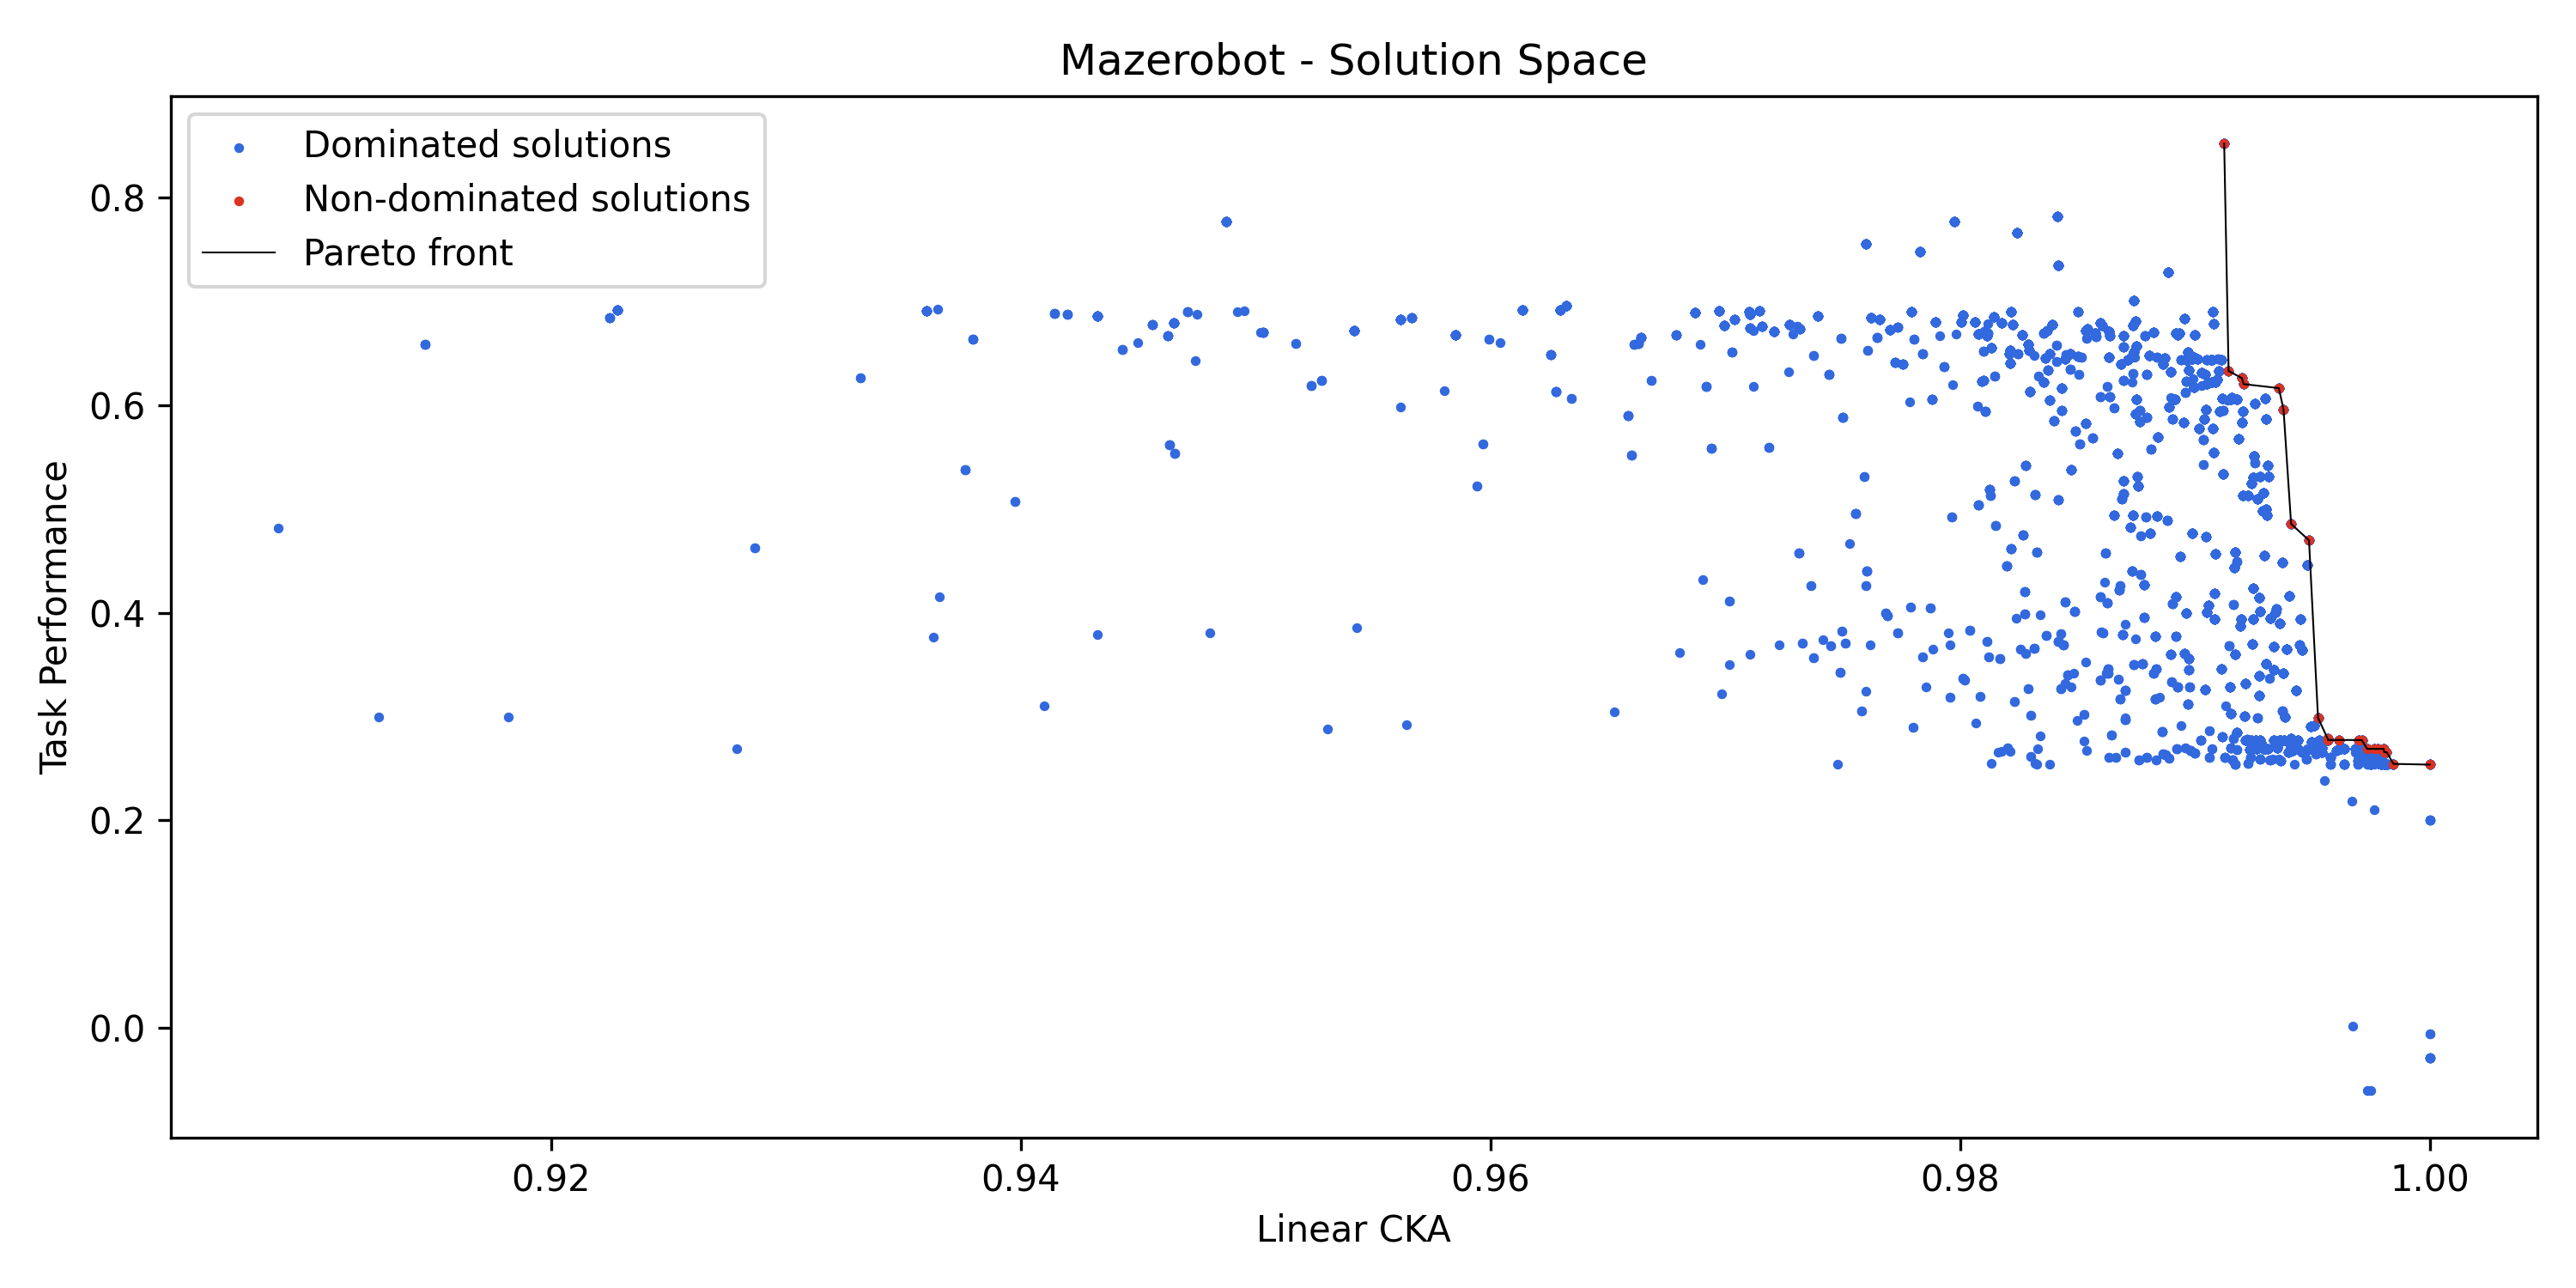 Mazerobot - Solution Space
Dominated solutions
Non-dominated solutions
Pareto front
0.8
0.6
0.4
0.2
0.0
Task Performance
0.92
0.94
0.96
0.98
1.00
Linear CKA